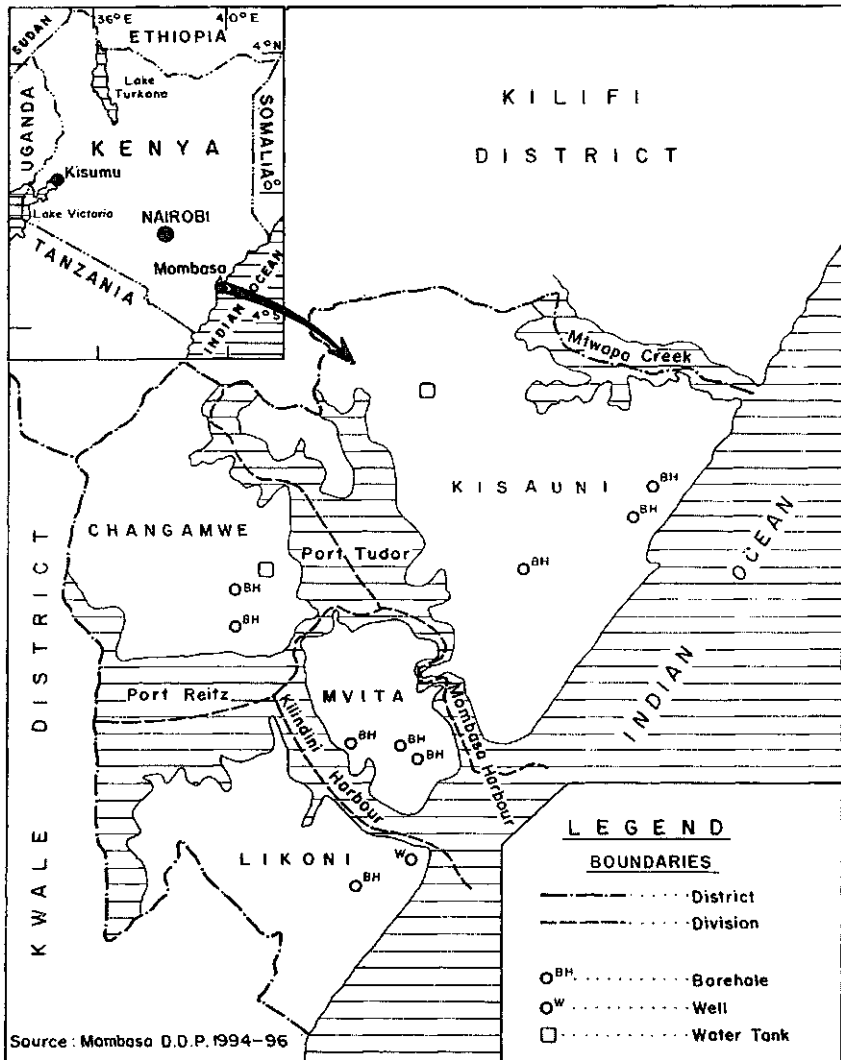 36°E
40°E
SUDAN
ETHIOPIA
4°N
Lake
Turkana
UGANDA
SOMALIA
0°
KENYA
Kisumu
Lake Victoria
NAIROBI
TANZANIA
Mombasa
INDIAN OCEAN
4°S
KILIFI
DISTRICT
Mtwapa Creek
KISAUNI
BH
BH
BH
CHANGAMWE
Port Tudor
BH
BH
INDIAN OCEAN
KWALE DISTRICT
Port Reitz
MVITA
Kilindini Harbour
Mombasa Harbour
BH
BH
BH
LIKONI
W
BH
LEGEND
BOUNDARIES
District
Division
BH Borehole
W Well
Water Tank
Source: Mombasa D.D.P. 1994-96